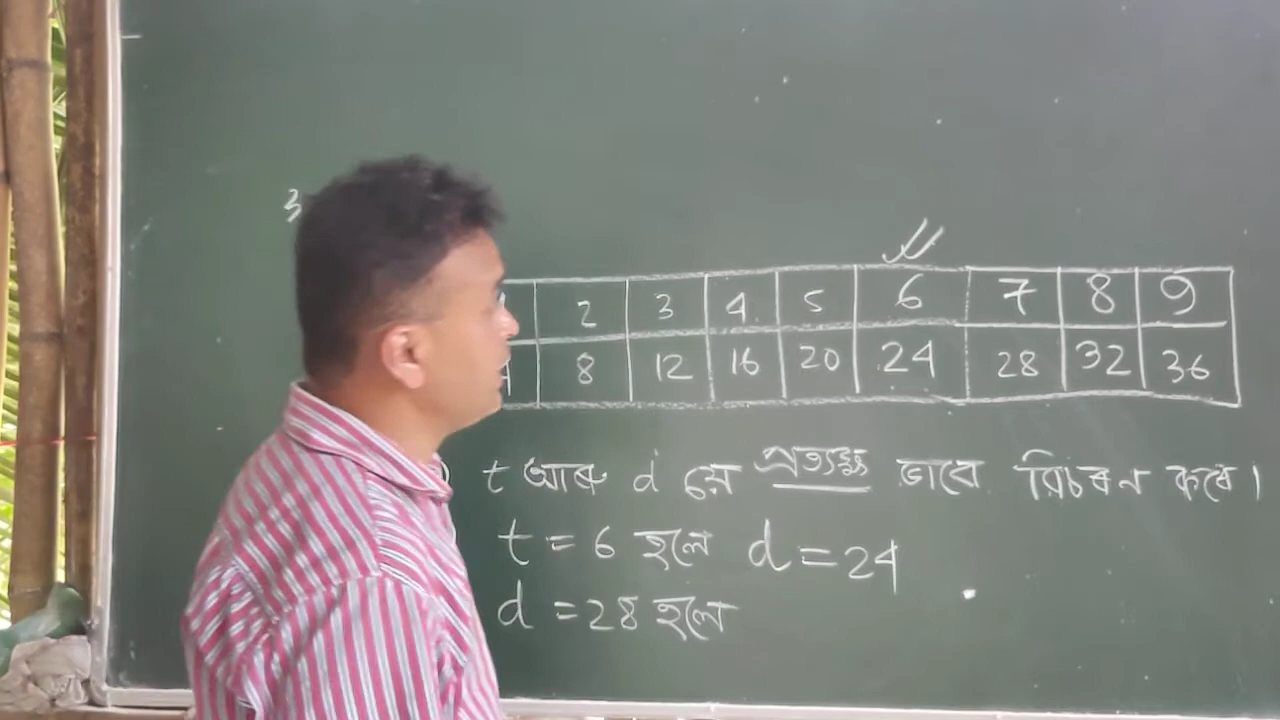 3
2 3 4 5 6 7 8 9
4 8 12 16 20 24 28 32 36
t আৰু d য়ে প্ৰত্যক্ষ ভাবে বিচৰণ কৰে।
t = 6 হলে d = 24
d = 28 হলে